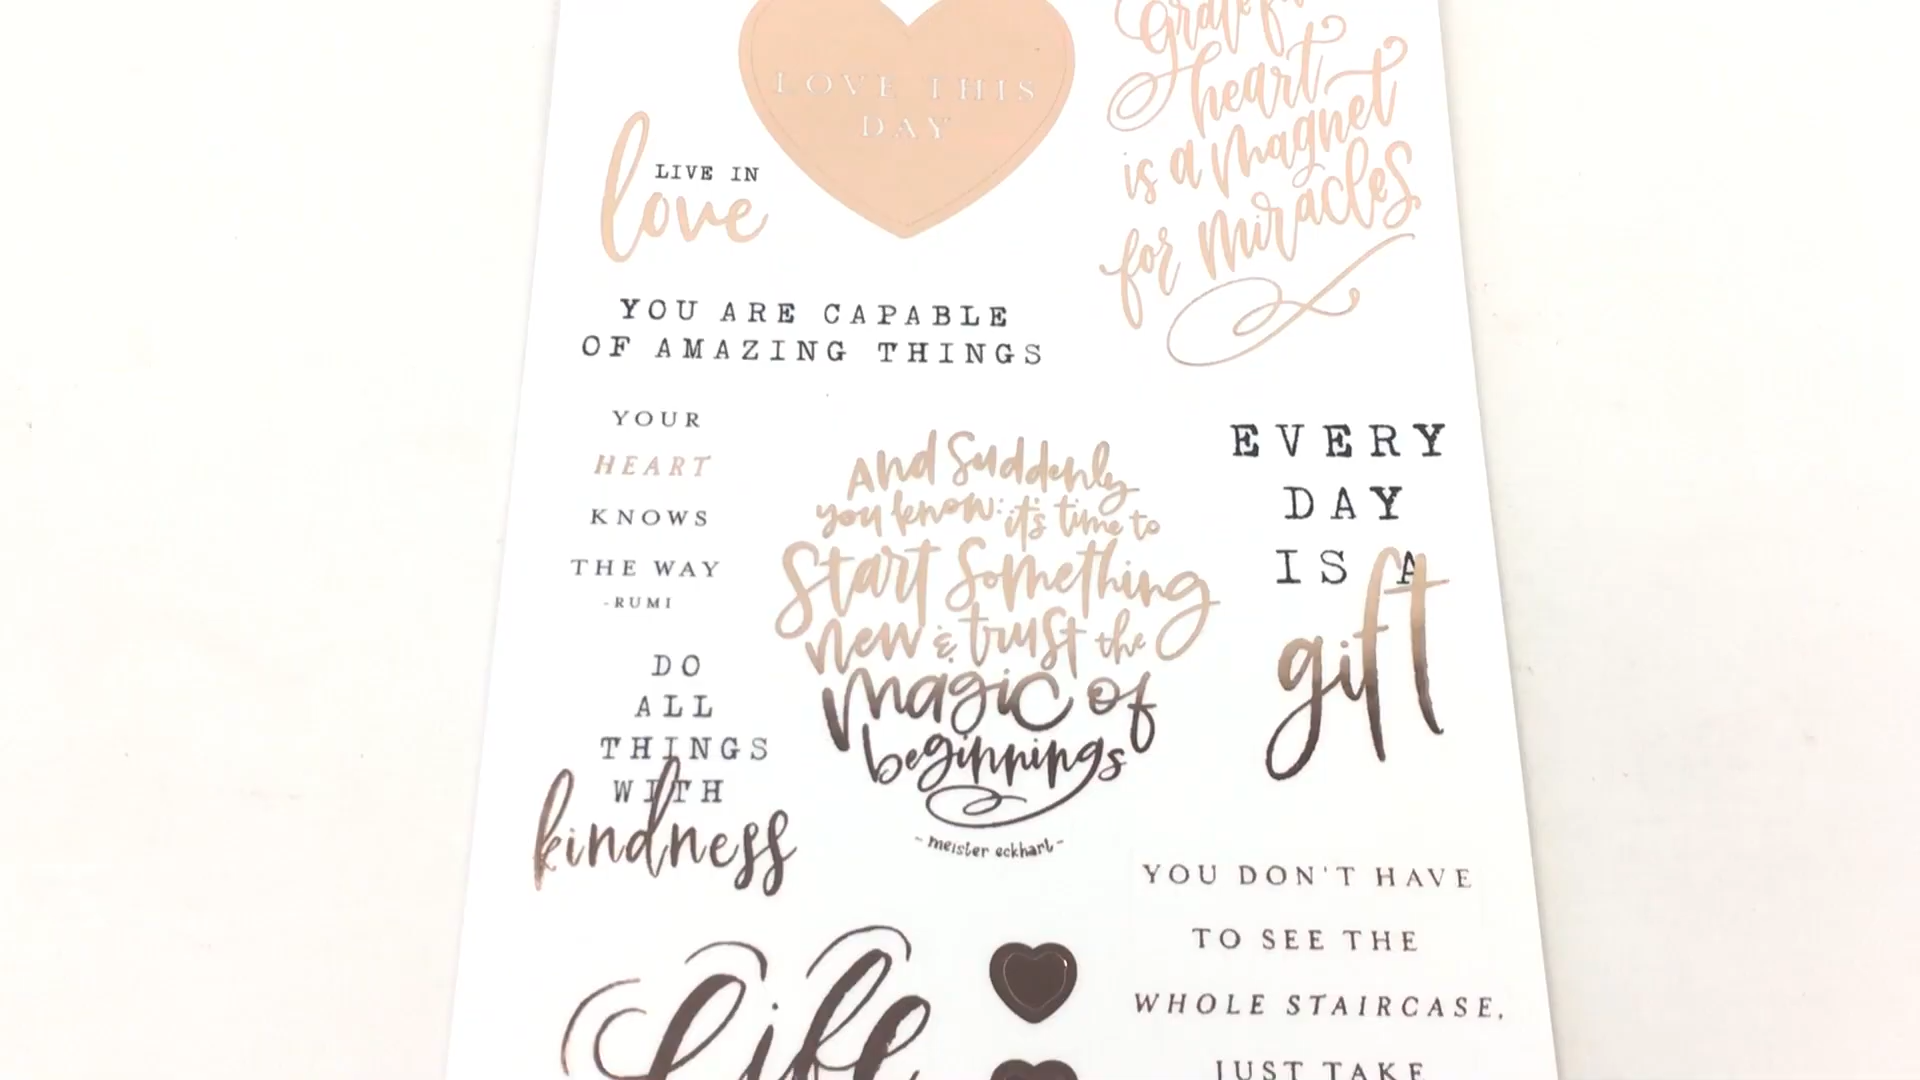 LOVE THIS
DAY
Grateful
heart
is a magnet
for miracles
LIVE IN
love
YOU ARE CAPABLE
OF AMAZING THINGS
YOUR
HEART
KNOWS
THE WAY
-RUMI
And Suddenly
you know: it's time to
Start Something
new & trust the
magic of
beginnings
- meister eckhart -
EVERY
DAY
IS A
gift
DO
ALL
THINGS
WITH
kindness
Life
YOU DON'T HAVE
TO SEE THE
WHOLE STAIRCASE,
JUST TAKE